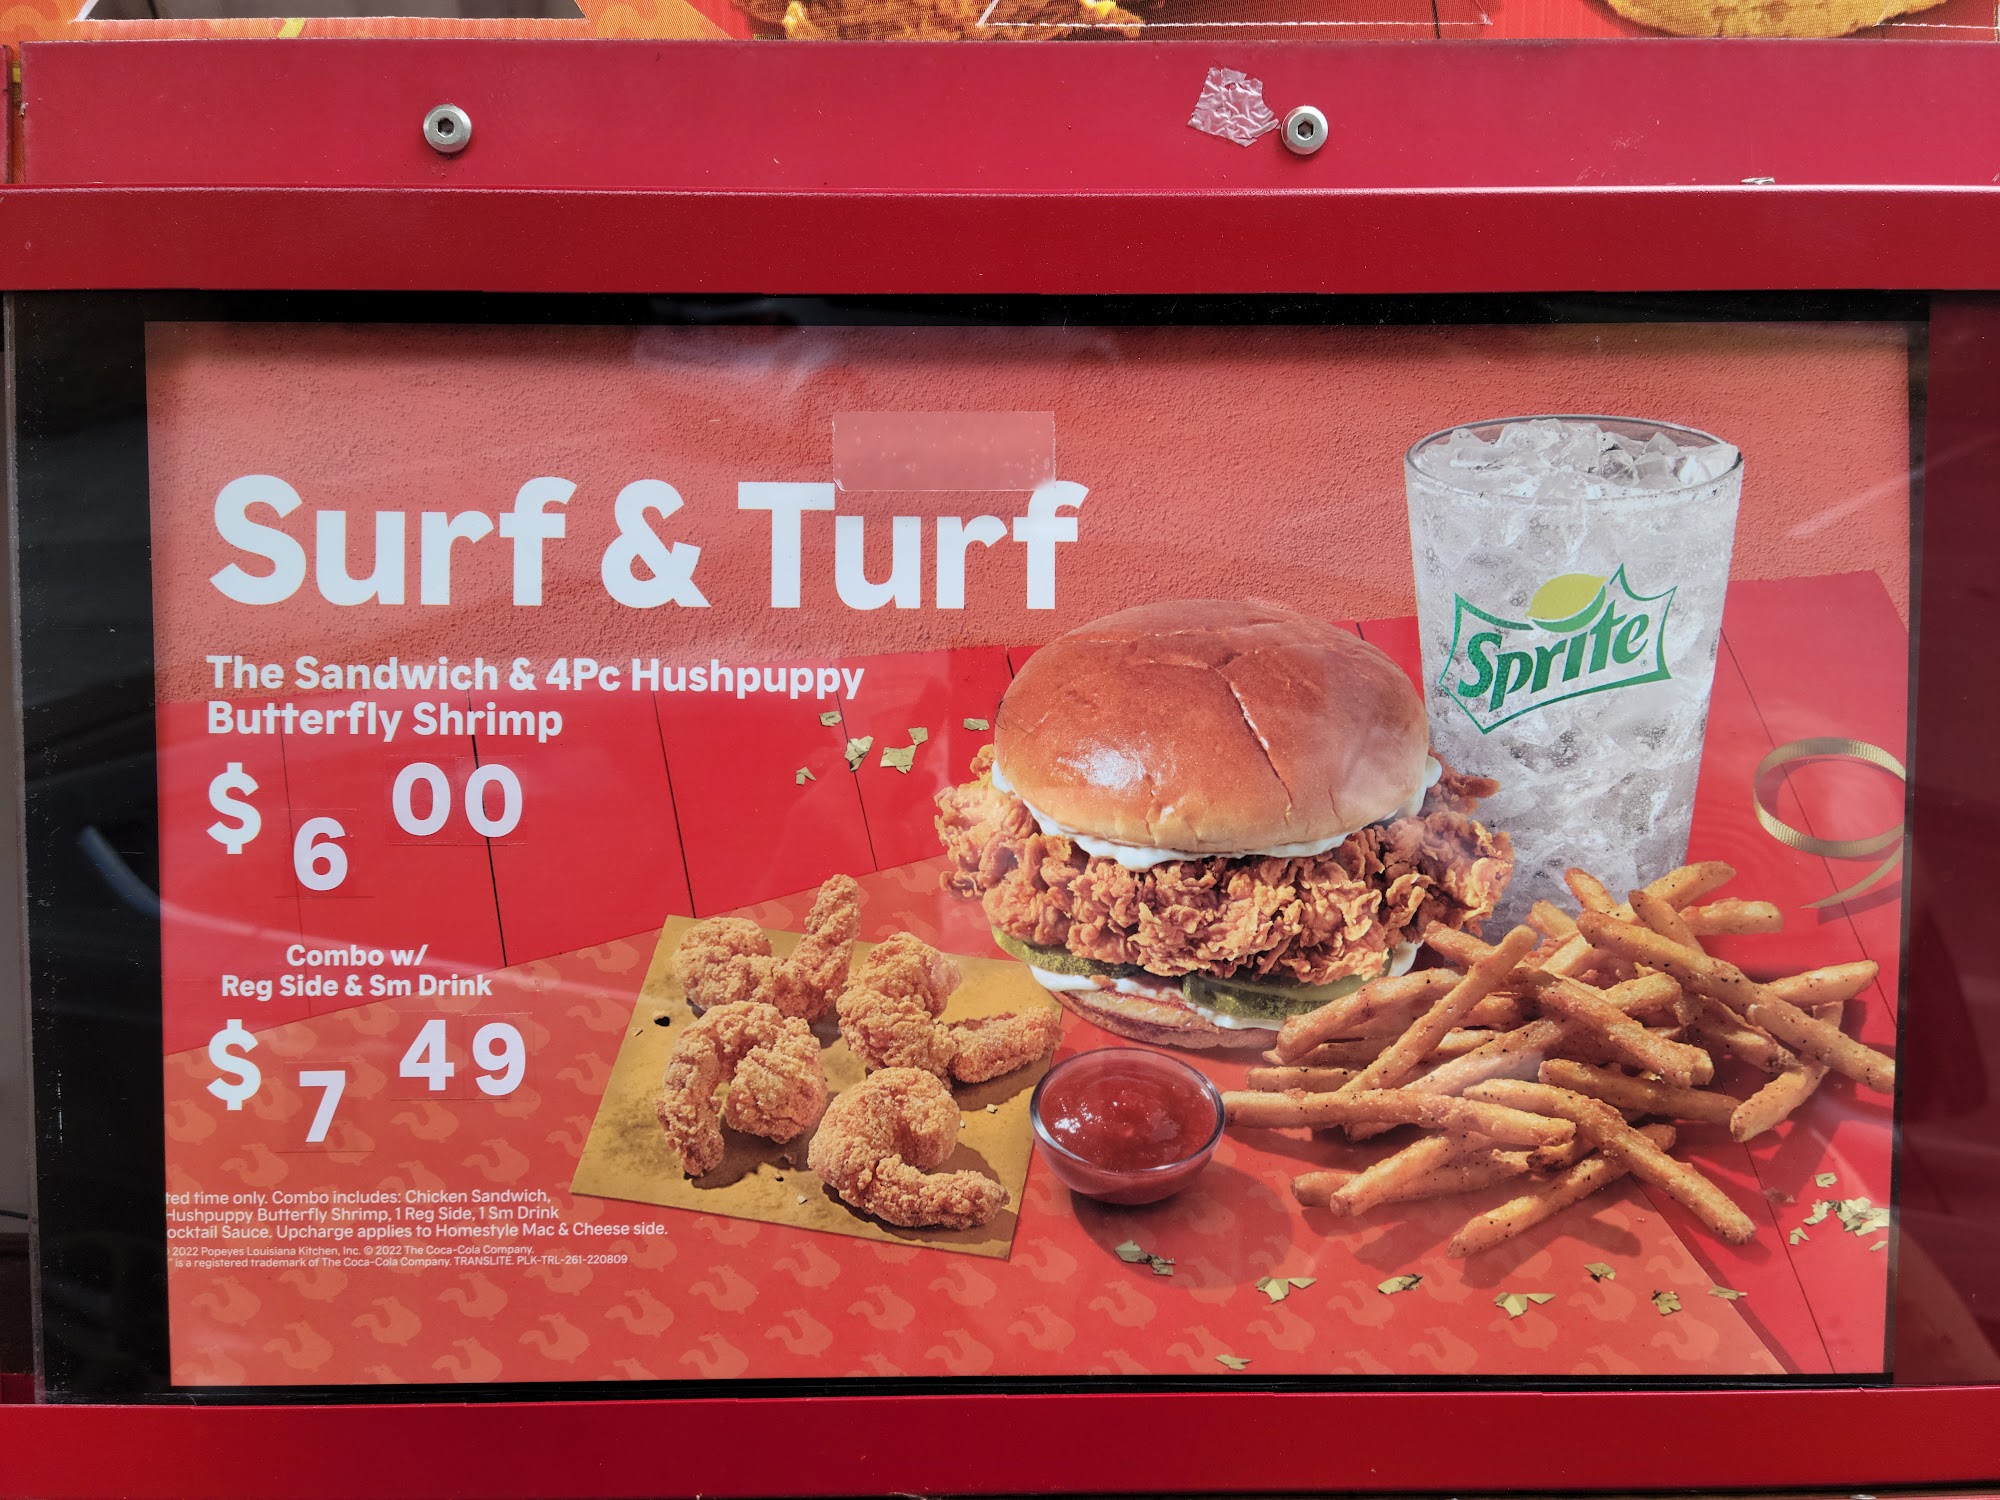 Surf & Turf
The Sandwich & 4Pc Hushpuppy
Butterfly Shrimp
$6 00
Combo w/
Reg Side & Sm Drink
$7 49
ted time only. Combo includes: Chicken Sandwich,
Hushpuppy Butterfly Shrimp, 1 Reg Side, 1 Sm Drink
ocktail Sauce. Upcharge applies to Homestyle Mac & Cheese side.
2022 Popeyes Louisiana Kitchen, Inc. © 2022 The Coca-Cola Company.
" is a registered trademark of The Coca-Cola Company. TRANSLITE. PLK-TRL-261-220809
Sprite